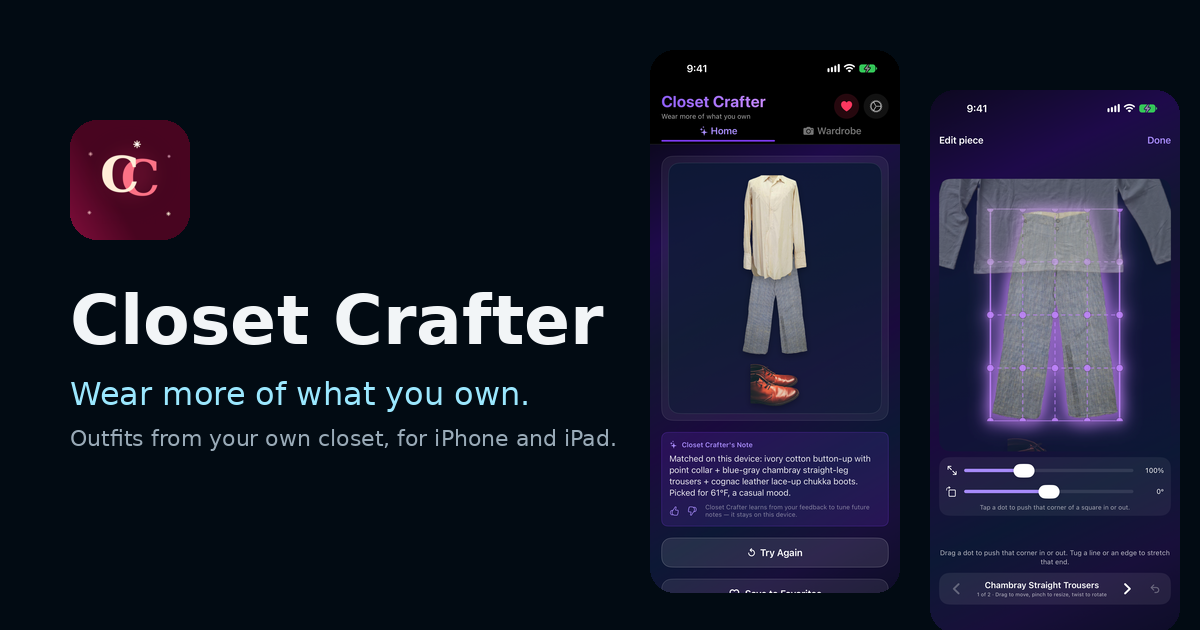 CC
Closet Crafter
Wear more of what you own.
Outfits from your own closet, for iPhone and iPad.
9:41
Closet Crafter
Wear more of what you own
Home
Wardrobe
Closet Crafter's Note
Matched on this device: ivory cotton button-up with
point collar + blue-gray chambray straight-leg
trousers + cognac leather lace-up chukka boots.
Picked for 61°F, a casual mood.
Closet Crafter learns from your feedback to tune future
notes — it stays on this device.
Try Again
Save to Favorites
9:41
Edit piece
Done
100%
0°
Tap a dot to push that corner of a square in or out.
Drag a dot to push that corner in or out. Tug a line or an edge to stretch
that end.
Chambray Straight Trousers
1 of 2 · Drag to move, pinch to resize, twist to rotate